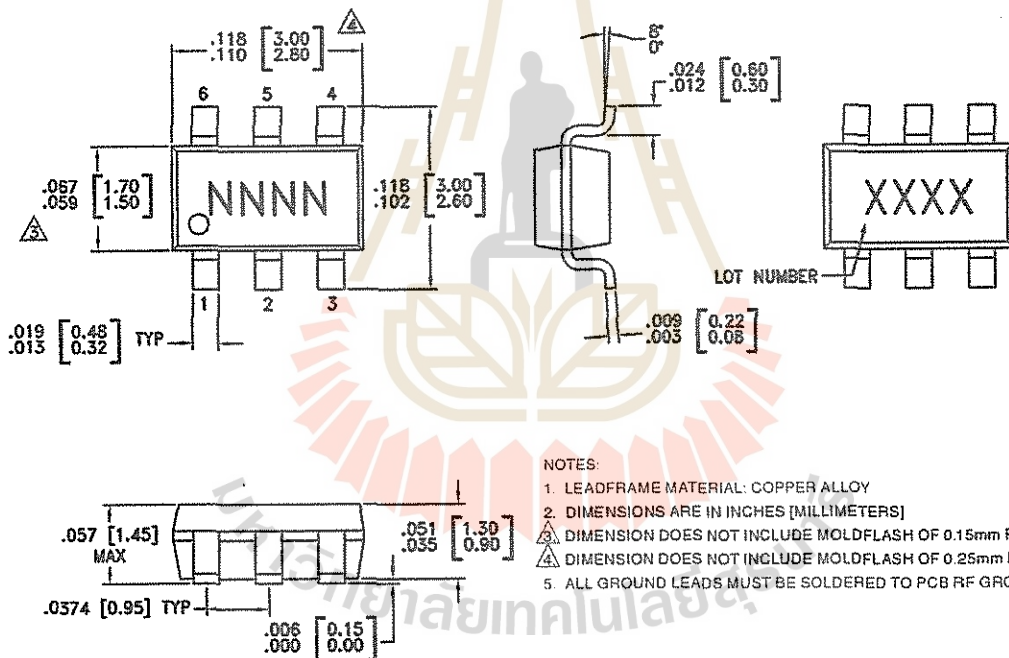 .118 [3.00]
.110 [2.80]
4
6 5 4
.067 [1.70]
.059 [1.50]
3
NNNN
.118 [3.00]
.102 [2.60]
1 2 3
.019 [0.48] TYP
.013 [0.32]
8°
0°
.024 [0.60]
.012 [0.30]
.009 [0.22]
.003 [0.08]
XXXX
LOT NUMBER
.057 [1.45]
MAX
.051 [1.30]
.035 [0.90]
.0374 [0.95] TYP
.006 [0.15]
.000 [0.00]
NOTES:
1. LEADFRAME MATERIAL: COPPER ALLOY
2. DIMENSIONS ARE IN INCHES [MILLIMETERS]
3 DIMENSION DOES NOT INCLUDE MOLDFLASH OF 0.15mm
4. DIMENSION DOES NOT INCLUDE MOLDFLASH OF 0.25mm
5. ALL GROUND LEADS MUST BE SOLDERED TO PCB RF